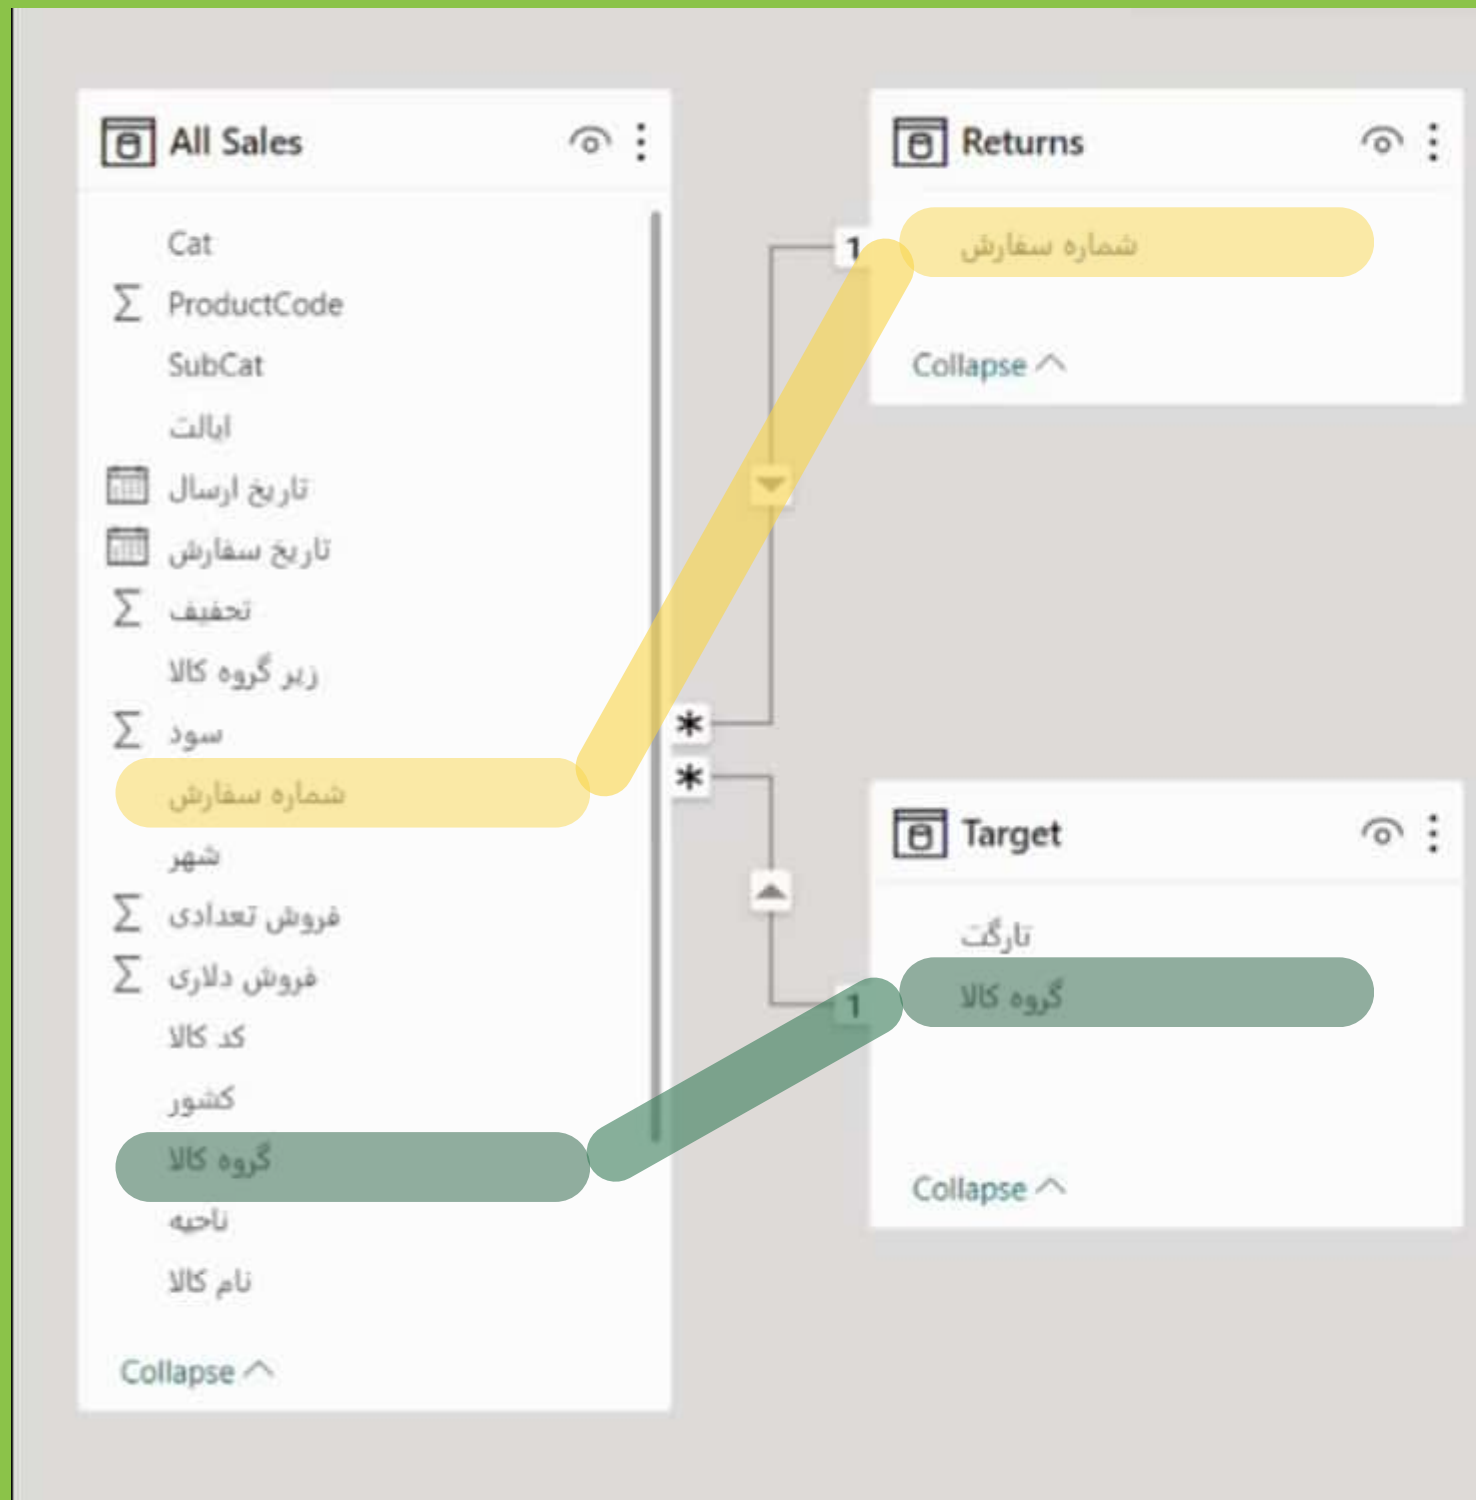 All Sales
Cat
ProductCode
SubCat
ایالت
تاریخ ارسال
تاریخ سفارش
تخفیف
زیر گروه کالا
سود
شماره سفارش
شهر
فروش تعدادی
فروش دلاری
کد کالا
کشور
گروه کالا
ناحیه
نام کالا
Collapse
Returns
1
شماره سفارش
Collapse
*
*
Target
تارگت
1
گروه کالا
Collapse